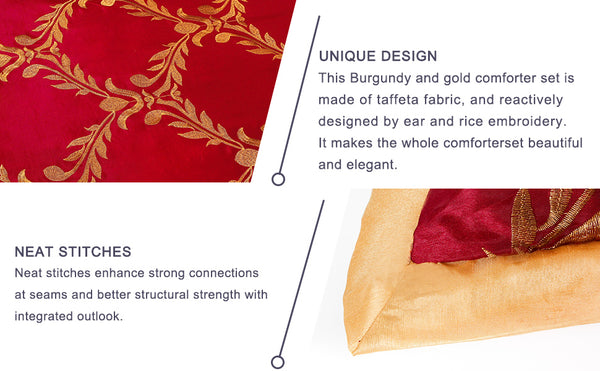 UNIQUE DESIGN
This Burgundy and gold comforter set is
made of taffeta fabric, and reactively
designed by ear and rice embroidery.
It makes the whole comforterset beautiful
and elegant.
NEAT STITCHES
Neat stitches enhance strong connections
at seams and better structural strength with
integrated outlook.